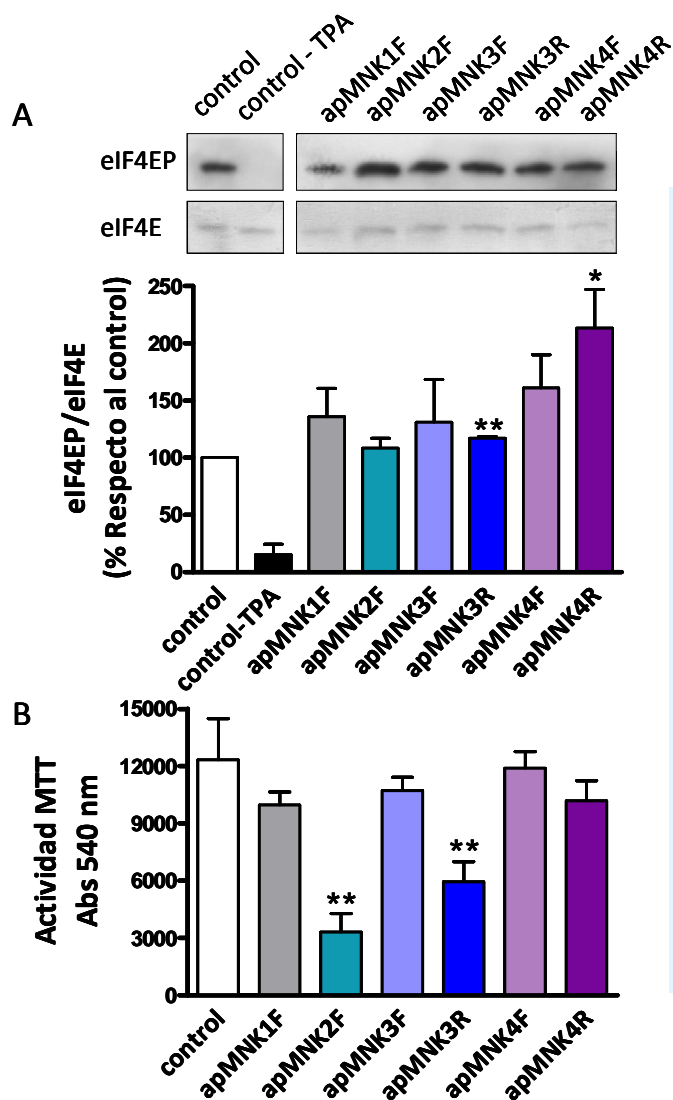 A
control
control - TPA
apMNK1F
apMNK2F
apMNK3F
apMNK3R
apMNK4F
apMNK4R
eIF4EP
eIF4E
eIF4EP/eIF4E
(% Respecto al control)
250
200
150
100
50
0
*
**
control
control-TPA
apMNK1F
apMNK2F
apMNK3F
apMNK3R
apMNK4F
apMNK4R
B
Actividad MTT
Abs 540 nm
15000
12000
9000
6000
3000
0
**
**
control
apMNK1F
apMNK2F
apMNK3F
apMNK3R
apMNK4F
apMNK4R